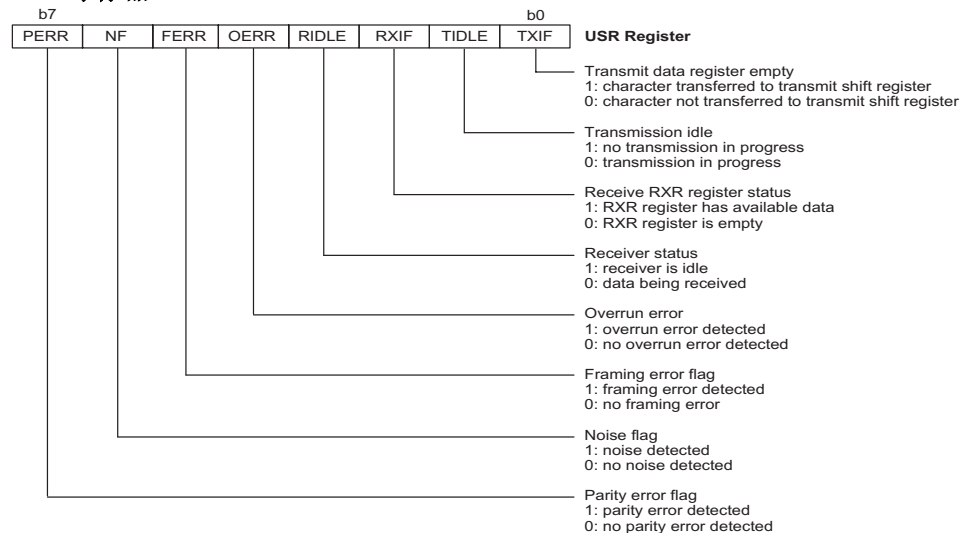 b7 b0
PERR NF FERR OERR RIDLE RXIF TIDLE TXIF USR Register
Transmit data register empty
1: character transferred to transmit shift register
0: character not transferred to transmit shift register
Transmission idle
1: no transmission in progress
0: transmission in progress
Receive RXR register status
1: RXR register has available data
0: RXR register is empty
Receiver status
1: receiver is idle
0: data being received
Overrun error
1: overrun error detected
0: no overrun error detected
Framing error flag
1: framing error detected
0: no framing error
Noise flag
1: noise detected
0: no noise detected
Parity error flag
1: parity error detected
0: no parity error detected